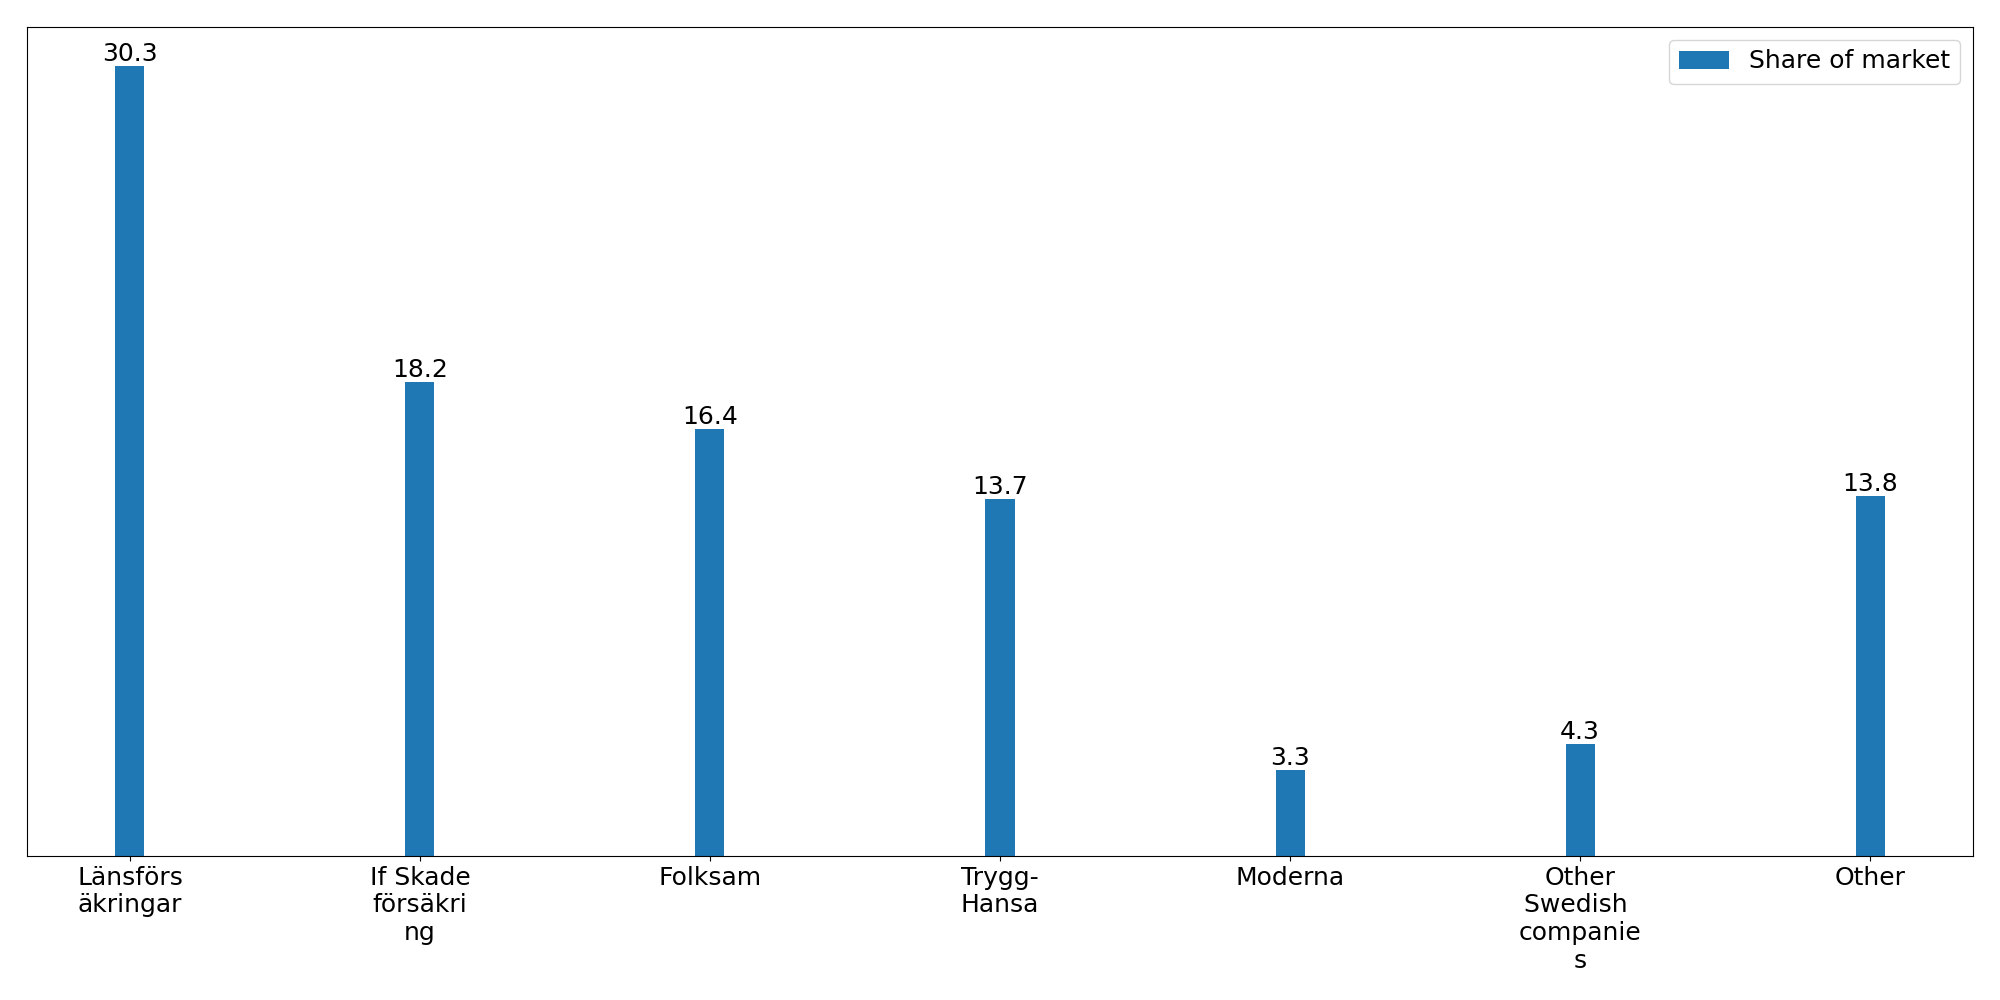 30.3
Share of market
18.2
16.4
13.7
13.8
3.3
4.3
Länsförs
äkringar
If Skade
försäkri
ng
Folksam
Trygg-
Hansa
Moderna
Other
Swedish
companie
s
Other